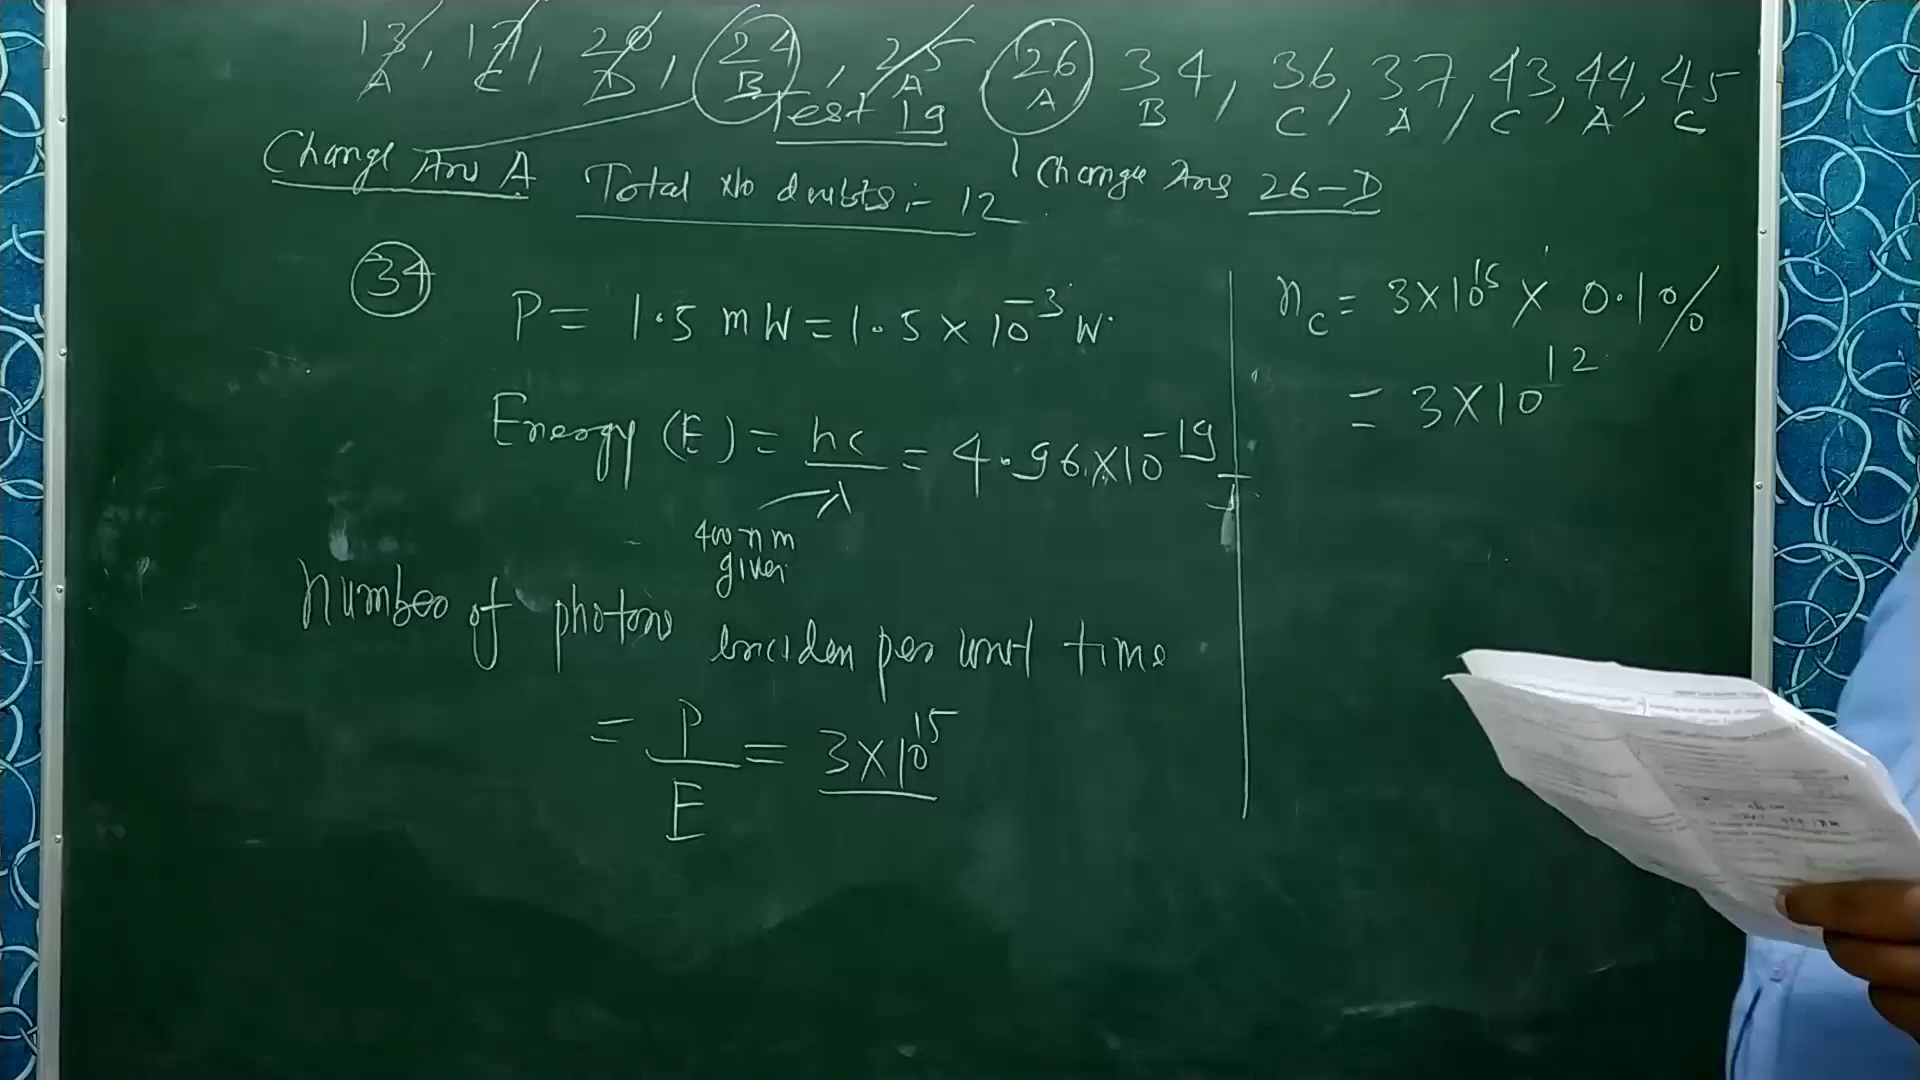 13, 17, 20, 24, 25 26 34, 36, 37, 43, 44, 45
A C D B A A B C A C A C
Test 19
Change Ans A
Total No doubts :- 12
Change Ans 26-D
34
P = 1.5 mW = 1.5 × 10⁻³ W
Energy (E) = hc/λ = 4.96 × 10⁻¹⁹ J
400 nm
given
Number of photons inciden per unit time
= P/E = 3×10¹⁵
n_c = 3×10¹⁵ × 0.1%
= 3×10¹²